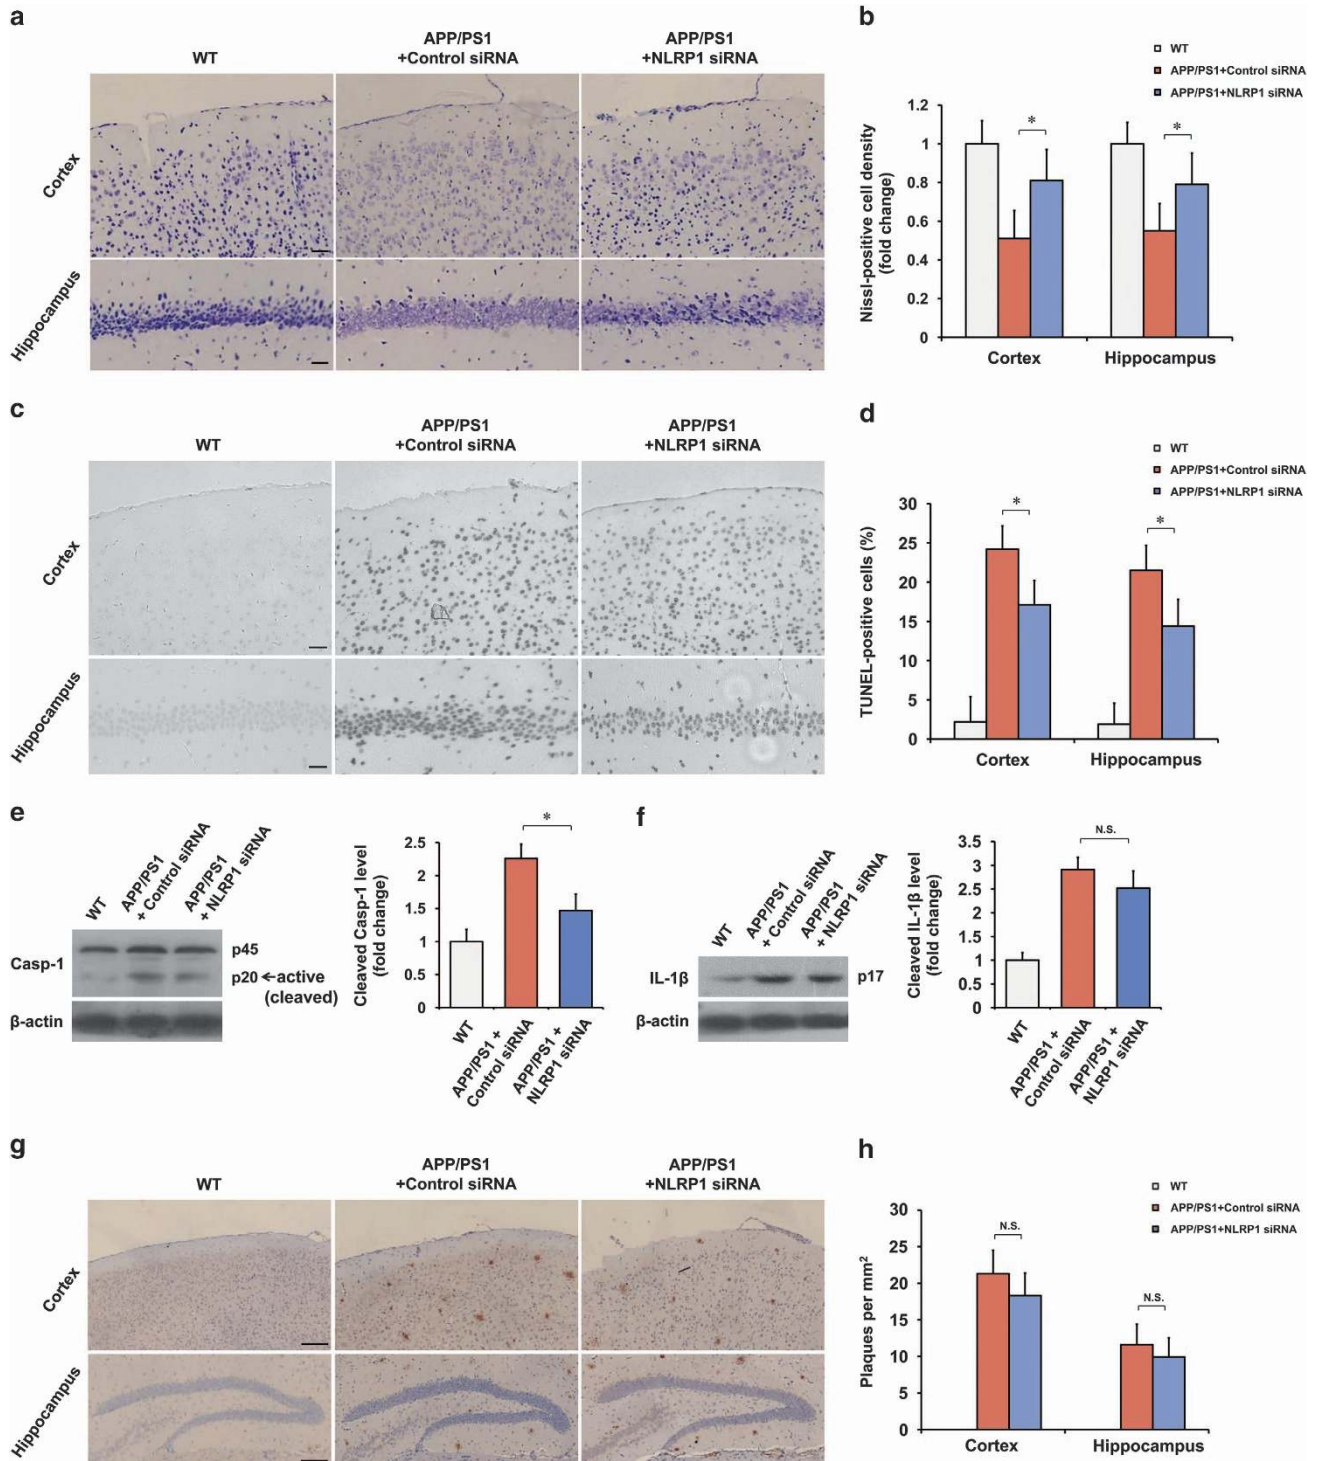 a
WT
APP/PS1
+Control siRNA
APP/PS1
+NLRP1 siRNA
Cortex
Hippocampus
b
WT
APP/PS1+Control siRNA
APP/PS1+NLRP1 siRNA
Nissl-positive cell density
(fold change)
1.2
1
0.8
0.6
0.4
0.2
0
*
*
Cortex
Hippocampus
c
WT
APP/PS1
+Control siRNA
APP/PS1
+NLRP1 siRNA
Cortex
Hippocampus
d
WT
APP/PS1+Control siRNA
APP/PS1+NLRP1 siRNA
TUNEL-positive cells (%)
30
25
20
15
10
5
0
*
*
Cortex
Hippocampus
e
WT
APP/PS1
+ Control siRNA
APP/PS1
+ NLRP1 siRNA
Casp-1
p45
p20 ←active
(cleaved)
β-actin
Cleaved Casp-1 level
(fold change)
2.5
2
1.5
1
0.5
0
*
WT
APP/PS1 +
Control siRNA
APP/PS1 +
NLRP1 siRNA
f
WT
APP/PS1
+ Control siRNA
APP/PS1
+ NLRP1 siRNA
IL-1β
p17
β-actin
Cleaved IL-1β level
(fold change)
3.5
3
2.5
2
1.5
1
0.5
0
N.S.
WT
APP/PS1 +
Control siRNA
APP/PS1 +
NLRP1 siRNA
g
WT
APP/PS1
+Control siRNA
APP/PS1
+NLRP1 siRNA
Cortex
Hippocampus
h
WT
APP/PS1+Control siRNA
APP/PS1+NLRP1 siRNA
Plaques per mm²
30
25
20
15
10
5
0
N.S.
N.S.
Cortex
Hippocampus